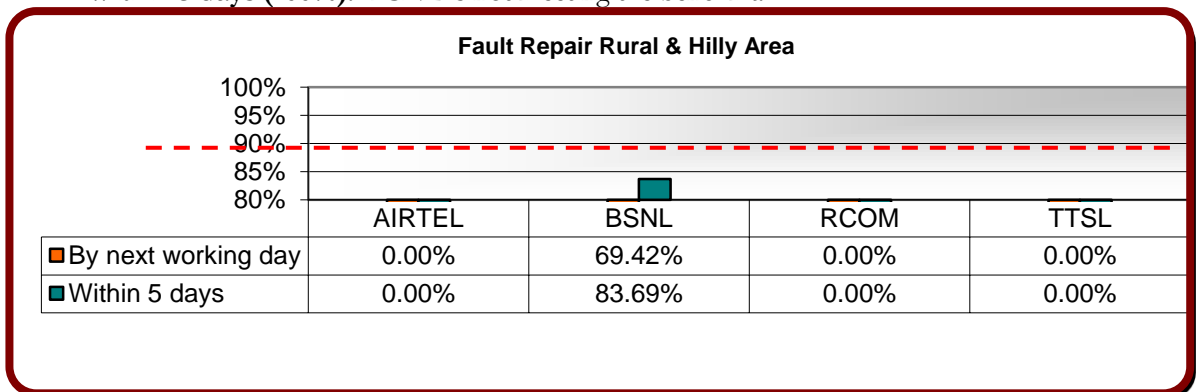 Fault Repair Rural & Hilly Area
100%
95%
90%
85%
80%
AIRTEL BSNL RCOM TTSL
By next working day 0.00% 69.42% 0.00% 0.00%
Within 5 days 0.00% 83.69% 0.00% 0.00%